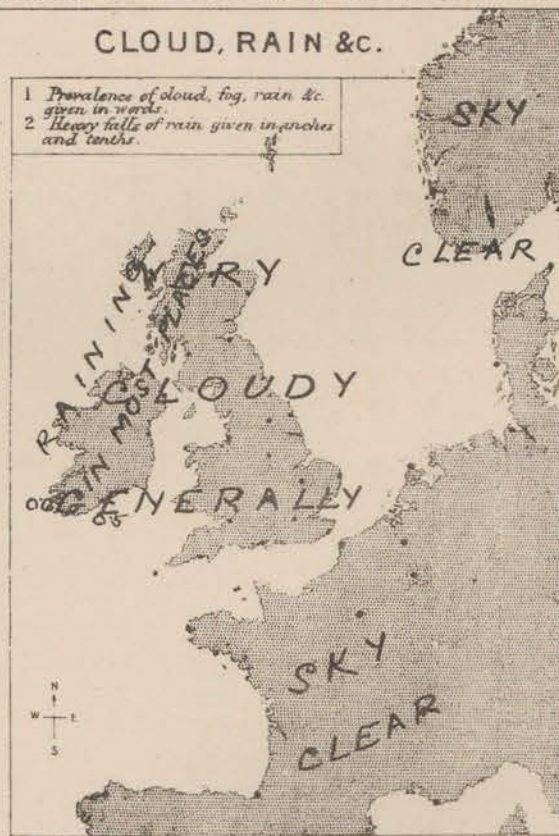 CLOUD, RAIN &c.
1 Prevalence of cloud, fog, rain &c.
given in words.
2 Heavy falls of rain given in inches
and tenths.
SKY
CLEAR
RAINING
IN MOST PLACES
VERY
CLOUDY
GENERALLY
SKY
CLEAR
N
W E
S